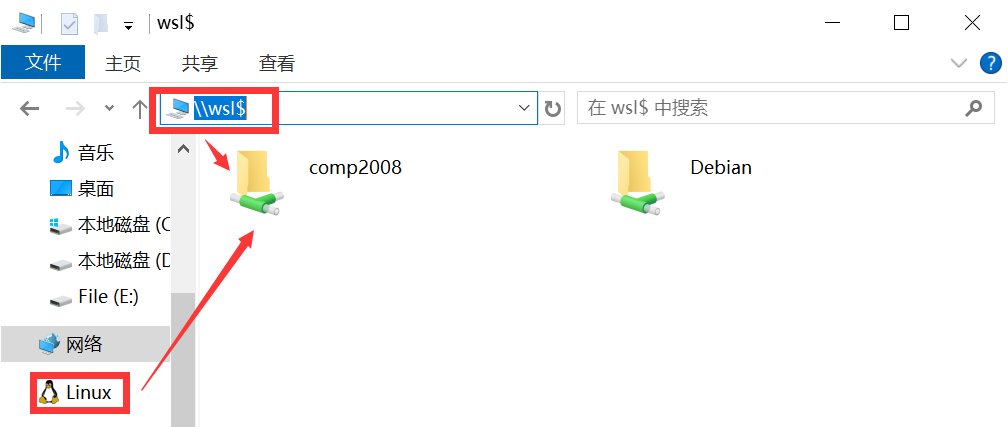 wsl$
文件 主页 共享 查看
\\wsl$
在 wsl$ 中搜索
音乐
桌面
本地磁盘 (C
本地磁盘 (D
File (E:)
网络
Linux
comp2008
Debian